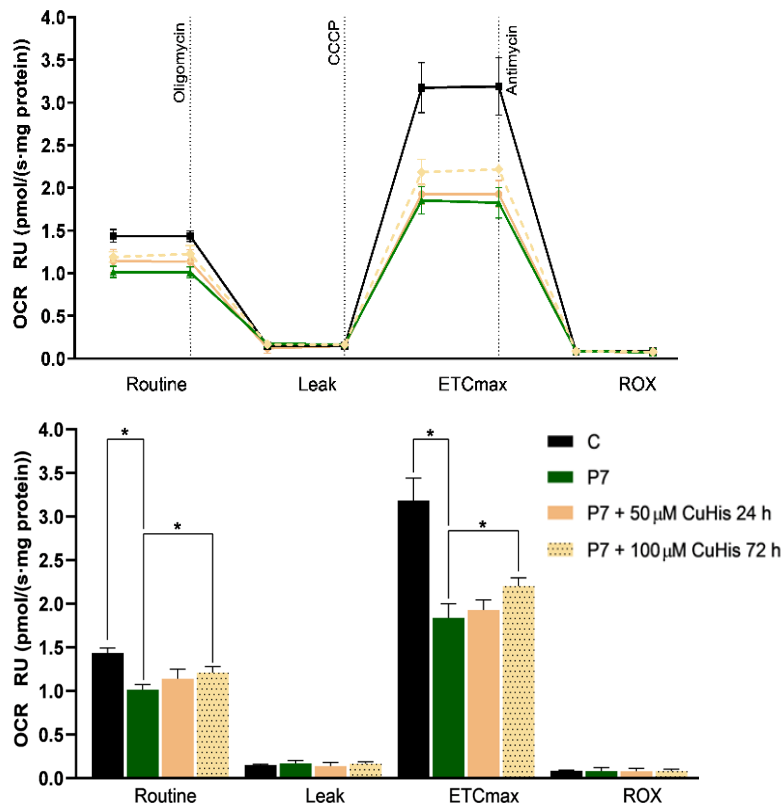 OCR RU (pmol/(s·mg protein))
4.0
3.5
3.0
2.5
2.0
1.5
1.0
0.5
0.0
Oligomycin
CCCP
Antimycin
Routine Leak ETCmax ROX
OCR RU (pmol/(s·mg protein))
4.0
3.5
3.0
2.5
2.0
1.5
1.0
0.5
0.0
*
*
*
*
C
P7
P7 + 50 µM CuHis 24 h
P7 + 100 µM CuHis 72 h
Routine Leak ETCmax ROX